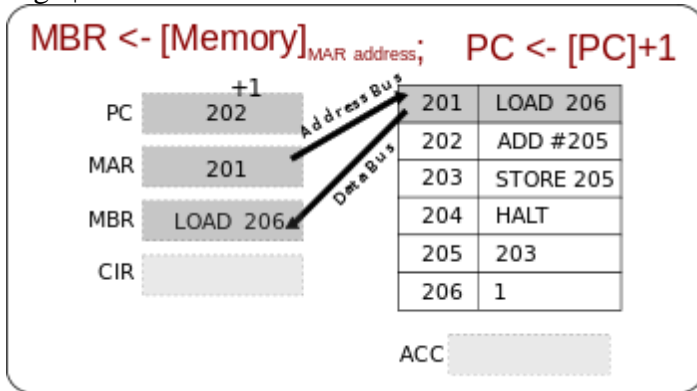 MBR <- [Memory]MAR address; PC <- [PC]+1
+1
PC 202
MAR 201
MBR LOAD 206
CIR
Address Bus
Data Bus
201 LOAD 206
202 ADD #205
203 STORE 205
204 HALT
205 203
206 1
ACC